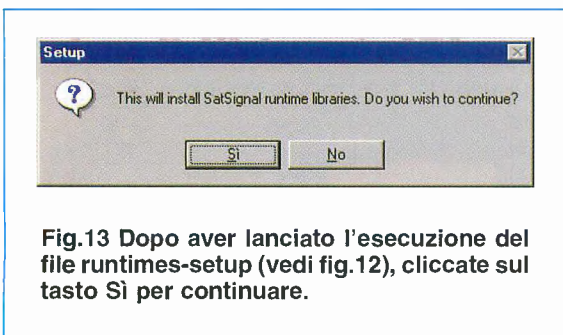 Setup
This will install SatSignal runtime libraries. Do you wish to continue?
Sì
No
Fig.13 Dopo aver lanciato l'esecuzione del
file runtimes-setup (vedi fig.12), cliccate sul
tasto Sì per continuare.